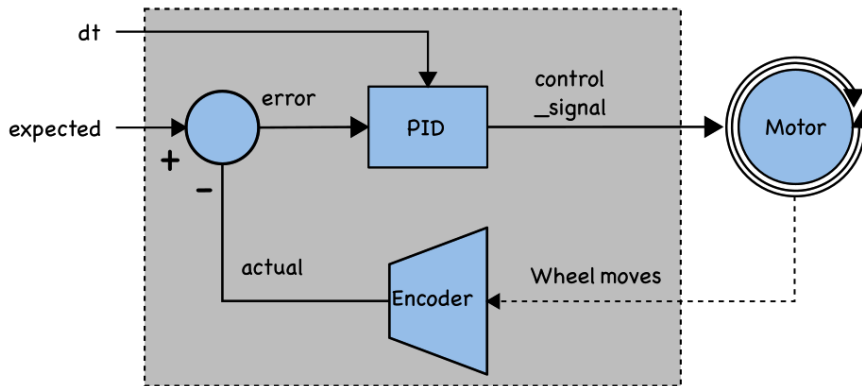 dt
error
control
_signal
expected
PID
Motor
+
-
actual
Encoder
Wheel moves